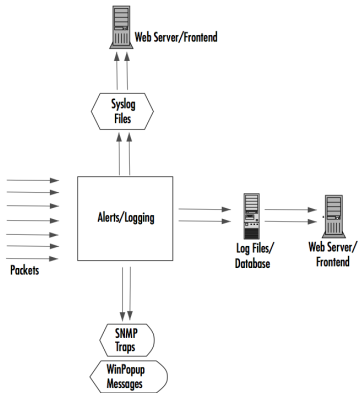 Web Server/Frontend
Syslog
Files
Alerts/Logging
Packets
Log Files/
Database
Web Server/
Frontend
SNMP
Traps
WinPopup
Messages